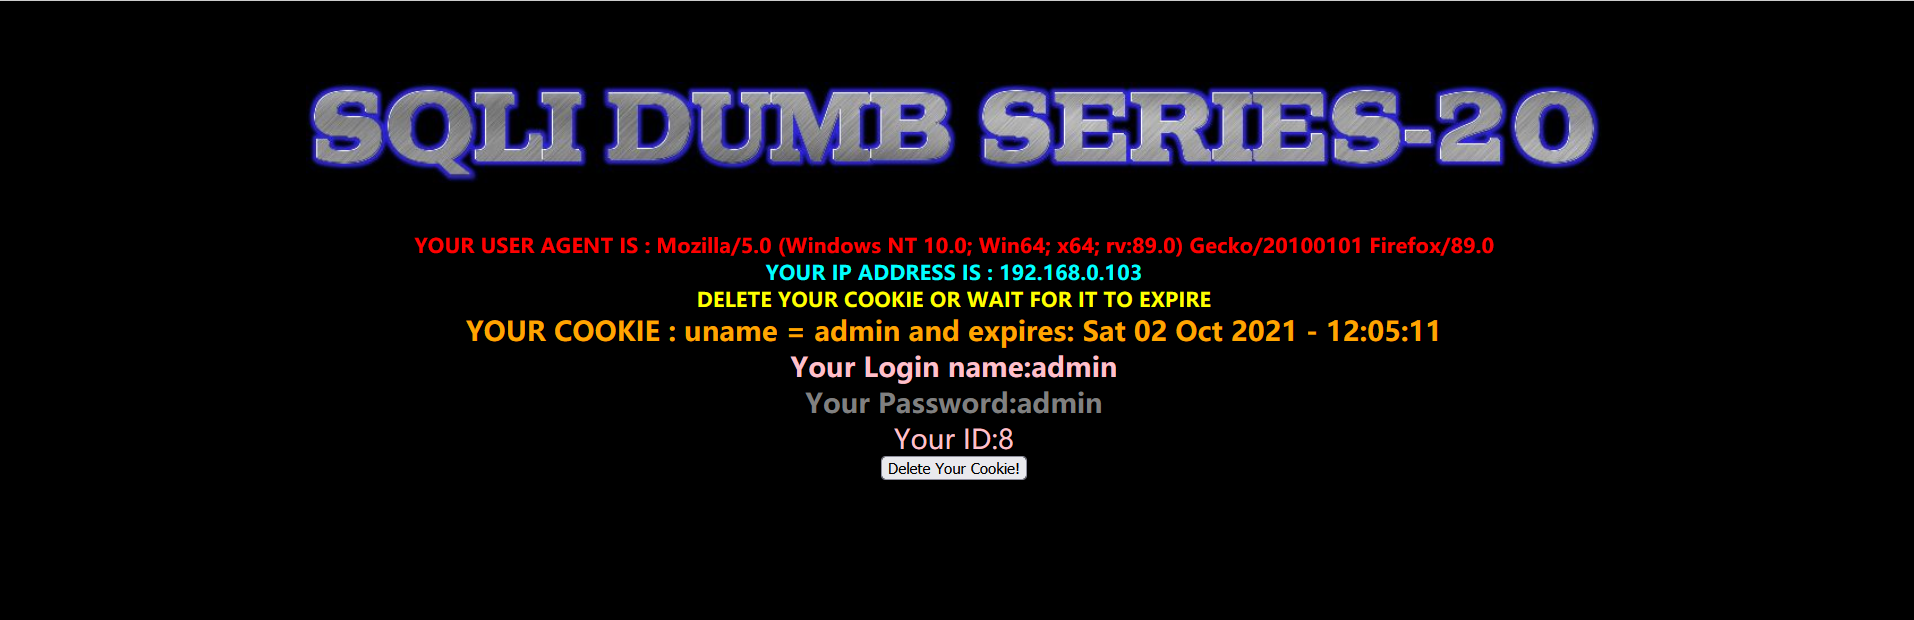 SQLI DUMB SERIES-20
YOUR USER AGENT IS : Mozilla/5.0 (Windows NT 10.0; Win64; x64; rv:89.0) Gecko/20100101 Firefox/89.0
YOUR IP ADDRESS IS : 192.168.0.103
DELETE YOUR COOKIE OR WAIT FOR IT TO EXPIRE
YOUR COOKIE : uname = admin and expires: Sat 02 Oct 2021 - 12:05:11
Your Login name:admin
Your Password:admin
Your ID:8
Delete Your Cookie!